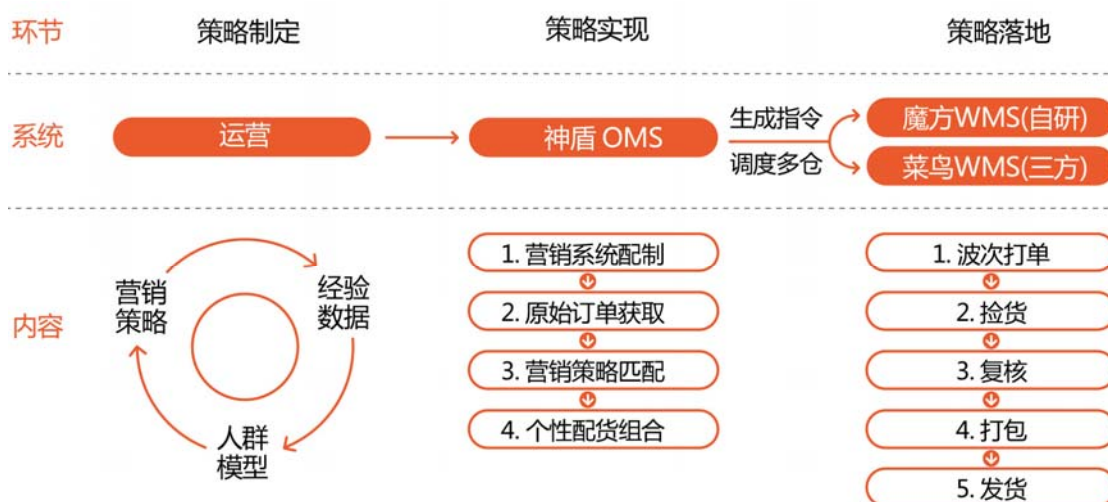 环节
策略制定
策略实现
策略落地
系统
运营
神盾 OMS
生成指令
调度多仓
魔方WMS(自研)
菜鸟WMS(三方)
内容
营销
策略
经验
数据
人群
模型
1. 营销系统配制
2. 原始订单获取
3. 营销策略匹配
4. 个性配货组合
1. 波次打单
2. 捡货
3. 复核
4. 打包
5. 发货